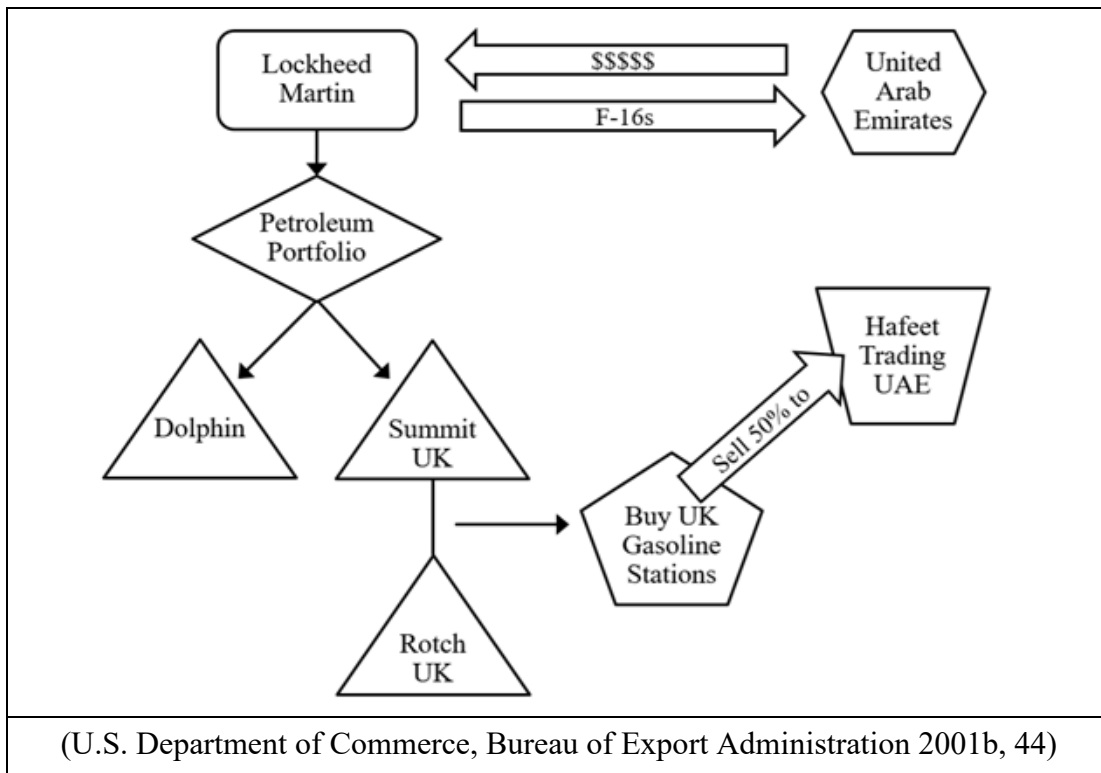 Lockheed
Martin
$$$$$
F-16s
United
Arab
Emirates
Petroleum
Portfolio
Dolphin
Summit
UK
Rotch
UK
Buy UK
Gasoline
Stations
Sell 50% to
Hafeet
Trading
UAE
(U.S. Department of Commerce, Bureau of Export Administration 2001b, 44)